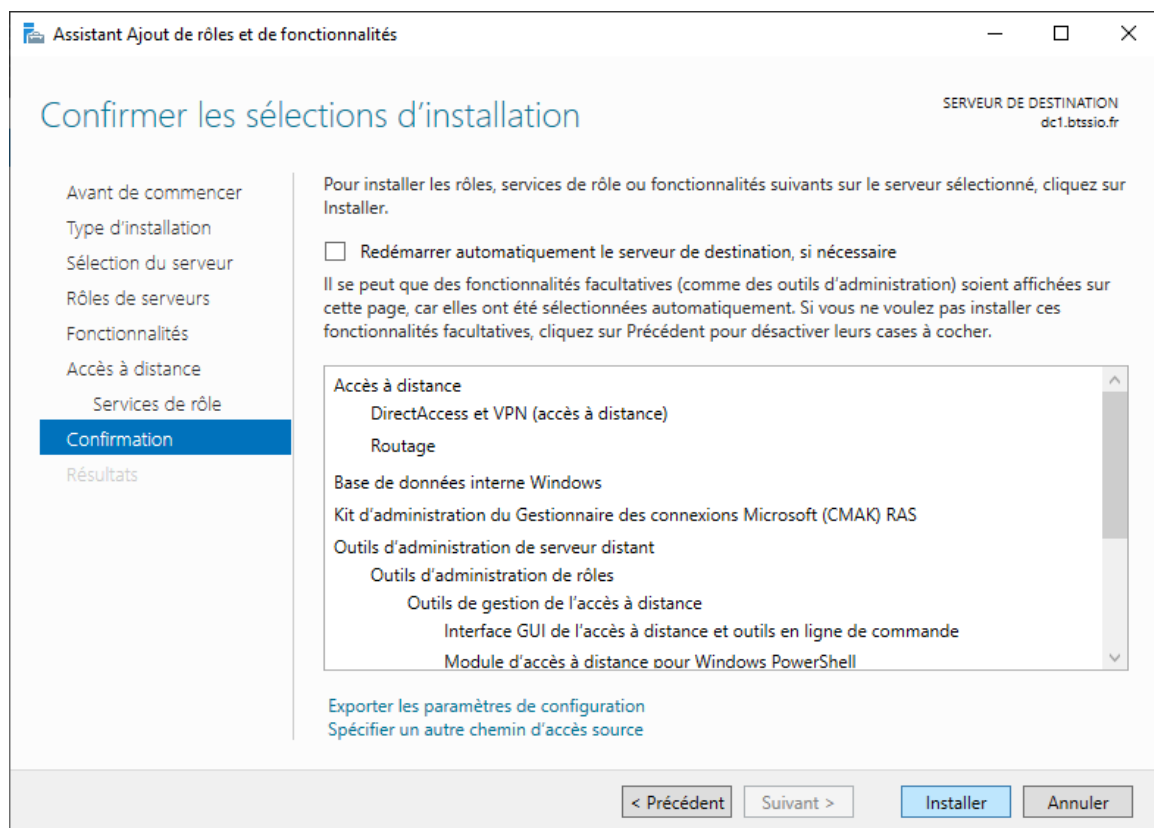 Assistant Ajout de rôles et de fonctionnalités
Confirmer les sélections d'installation
SERVEUR DE DESTINATION
dc1.btssio.fr
Avant de commencer
Type d'installation
Sélection du serveur
Rôles de serveurs
Fonctionnalités
Accès à distance
Services de rôle
Confirmation
Résultats
Pour installer les rôles, services de rôle ou fonctionnalités suivants sur le serveur sélectionné, cliquez sur
Installer.
Redémarrer automatiquement le serveur de destination, si nécessaire
Il se peut que des fonctionnalités facultatives (comme des outils d'administration) soient affichées sur
cette page, car elles ont été sélectionnées automatiquement. Si vous ne voulez pas installer ces
fonctionnalités facultatives, cliquez sur Précédent pour désactiver leurs cases à cocher.
Accès à distance
DirectAccess et VPN (accès à distance)
Routage
Base de données interne Windows
Kit d'administration du Gestionnaire des connexions Microsoft (CMAK) RAS
Outils d'administration de serveur distant
Outils d'administration de rôles
Outils de gestion de l'accès à distance
Interface GUI de l'accès à distance et outils en ligne de commande
Module d'accès à distance pour Windows PowerShell
Exporter les paramètres de configuration
Spécifier un autre chemin d'accès source
< Précédent
Suivant >
Installer
Annuler